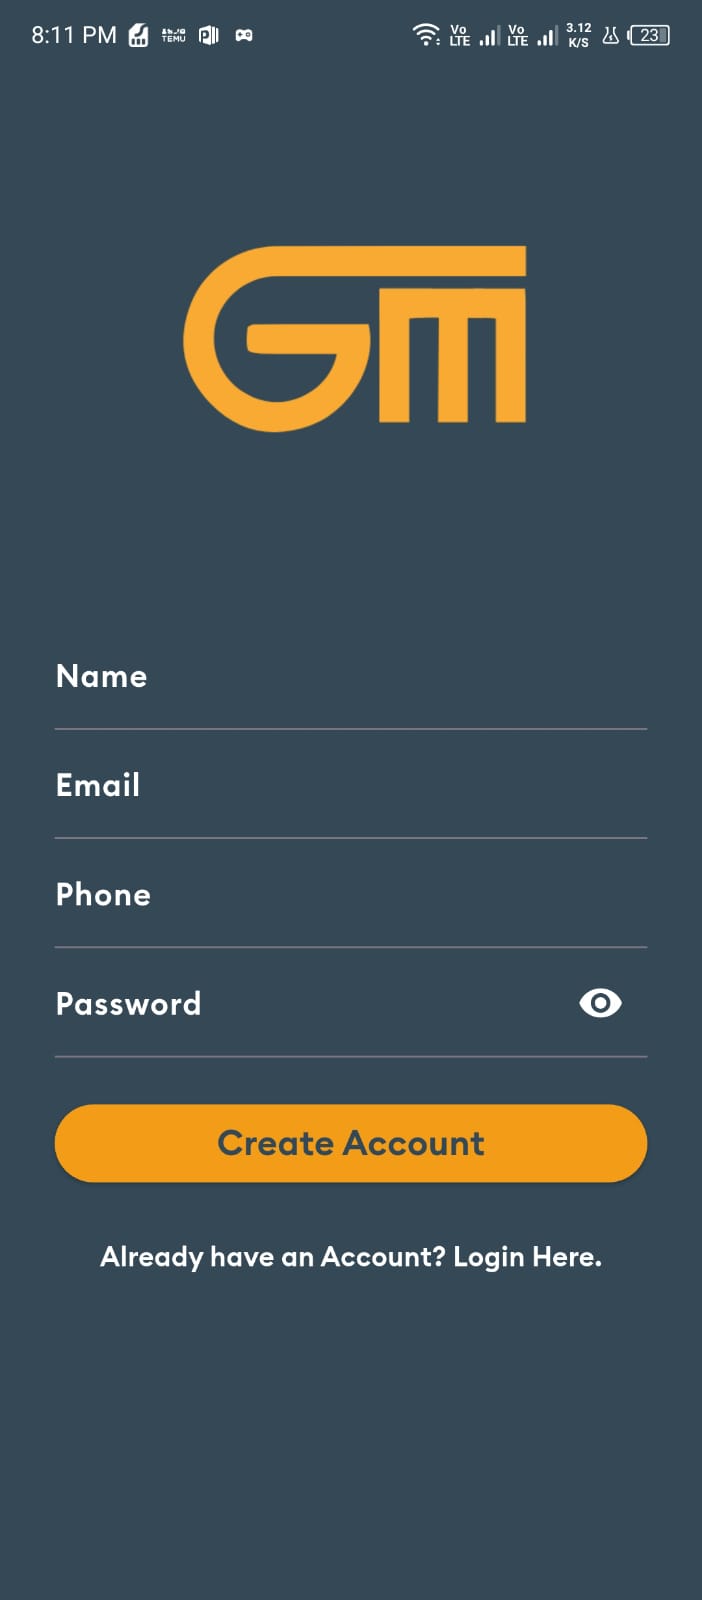 8:11 PM TEMU Vo LTE Vo LTE 3.12 K/S 23
GM
Name
Email
Phone
Password
Create Account
Already have an Account? Login Here.